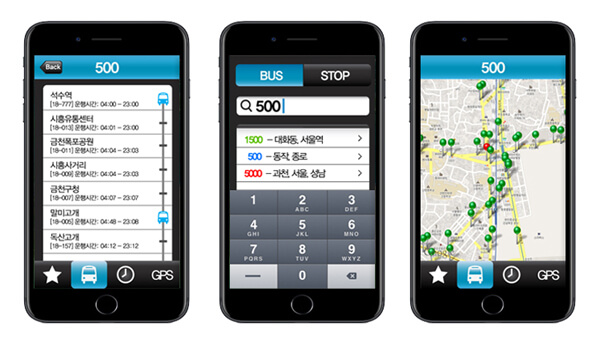 Back
500
석수역
[18-777] 운행시간: 04:00 – 23:00
시흥유통센터
[18-013] 운행시간: 04:01 – 23:00
금천폭포공원
[18-011] 운행시간: 04:04 – 23:03
시흥사거리
[18-009] 운행시간: 04:04 – 23:03
금천구청
[18-007] 운행시간: 04:07 – 23:07
말미고개
[18-005] 운행시간: 04:48 – 23:08
독산고개
[18-157] 운행시간: 04:12 – 23:12
GPS
BUS
STOP
500
1500 – 대화동, 서울역
500 – 동작, 종로
5000 – 과천, 서울, 성남
1
2
ABC
3
DEF
4
GHI
5
JKL
6
MNO
7
PQRS
8
TUV
9
WXYZ
0
500
GPS